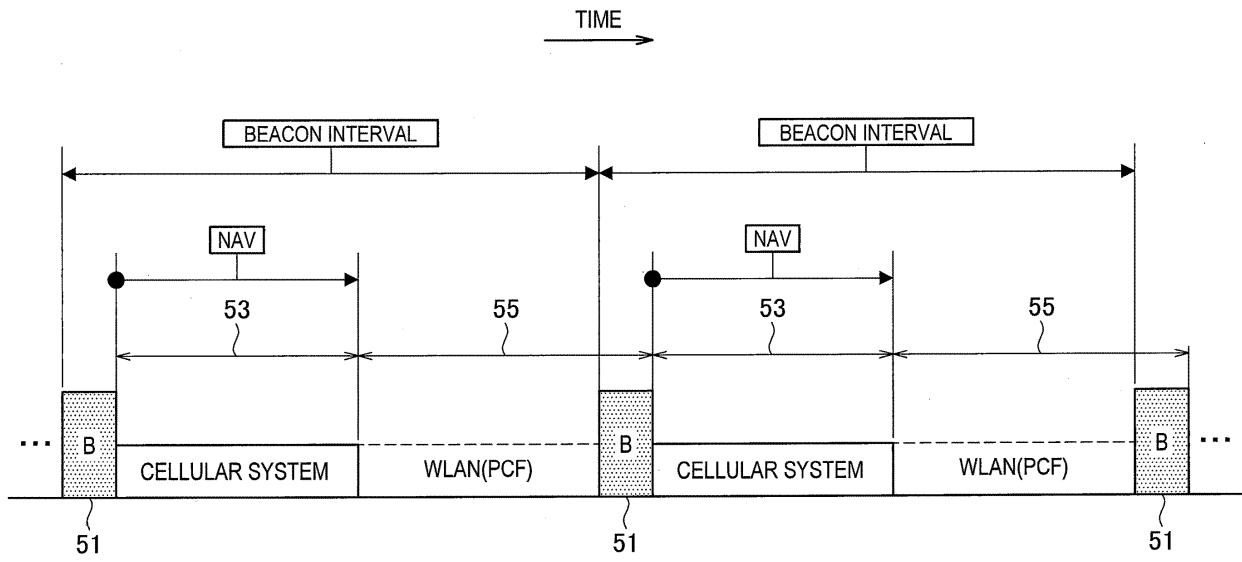 TIME
BEACON INTERVAL
BEACON INTERVAL
NAV
NAV
53
55
53
55
... B
CELLULAR SYSTEM
WLAN(PCF)
B
CELLULAR SYSTEM
WLAN(PCF)
B ...
51
51
51